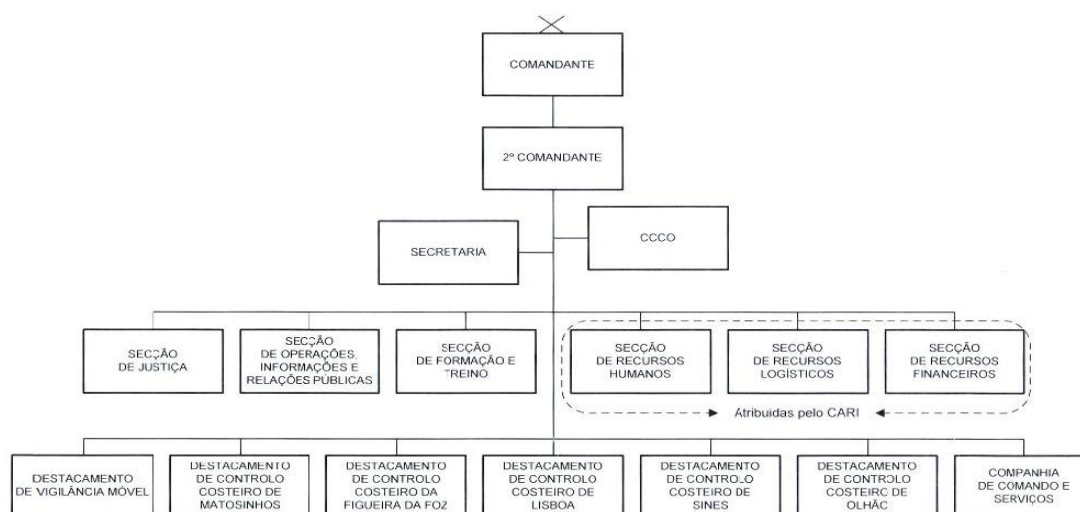 COMANDANTE
2º COMANDANTE
SECRETARIA
CCCO
SECÇÃO
DE JUSTIÇA
SECÇÃO
DE OPERAÇÕES,
INFORMAÇÕES E
RELAÇÕES PÚBLICAS
SECÇÃO
DE FORMAÇÃO E
TREINO
SECÇÃO
DE RECURSOS
HUMANOS
SECÇÃO
DE RECURSOS
LOGÍSTICOS
SECÇÃO
DE RECURSOS
FINANCEIROS
Atribuidas pelo CARI
DESTACAMENTO
DE VIGILÂNCIA MÓVEL
DESTACAMENTO
DE CONTROLO
COSTEIRO DE
MATOSINHOS
DESTACAMENTO
DE CONTROLO
COSTEIRO DA
FIGUEIRA DA FOZ
DESTACAMENTO
DE CONTROLO
COSTEIRO DE
LISBOA
DESTACAMENTO
DE CONTROLO
COSTEIRO DE
SINES
DESTACAMENTO
DE CONTROLO
COSTEIRO DE
OLHÃO
COMPANHIA
DE COMANDO E
SERVIÇOS